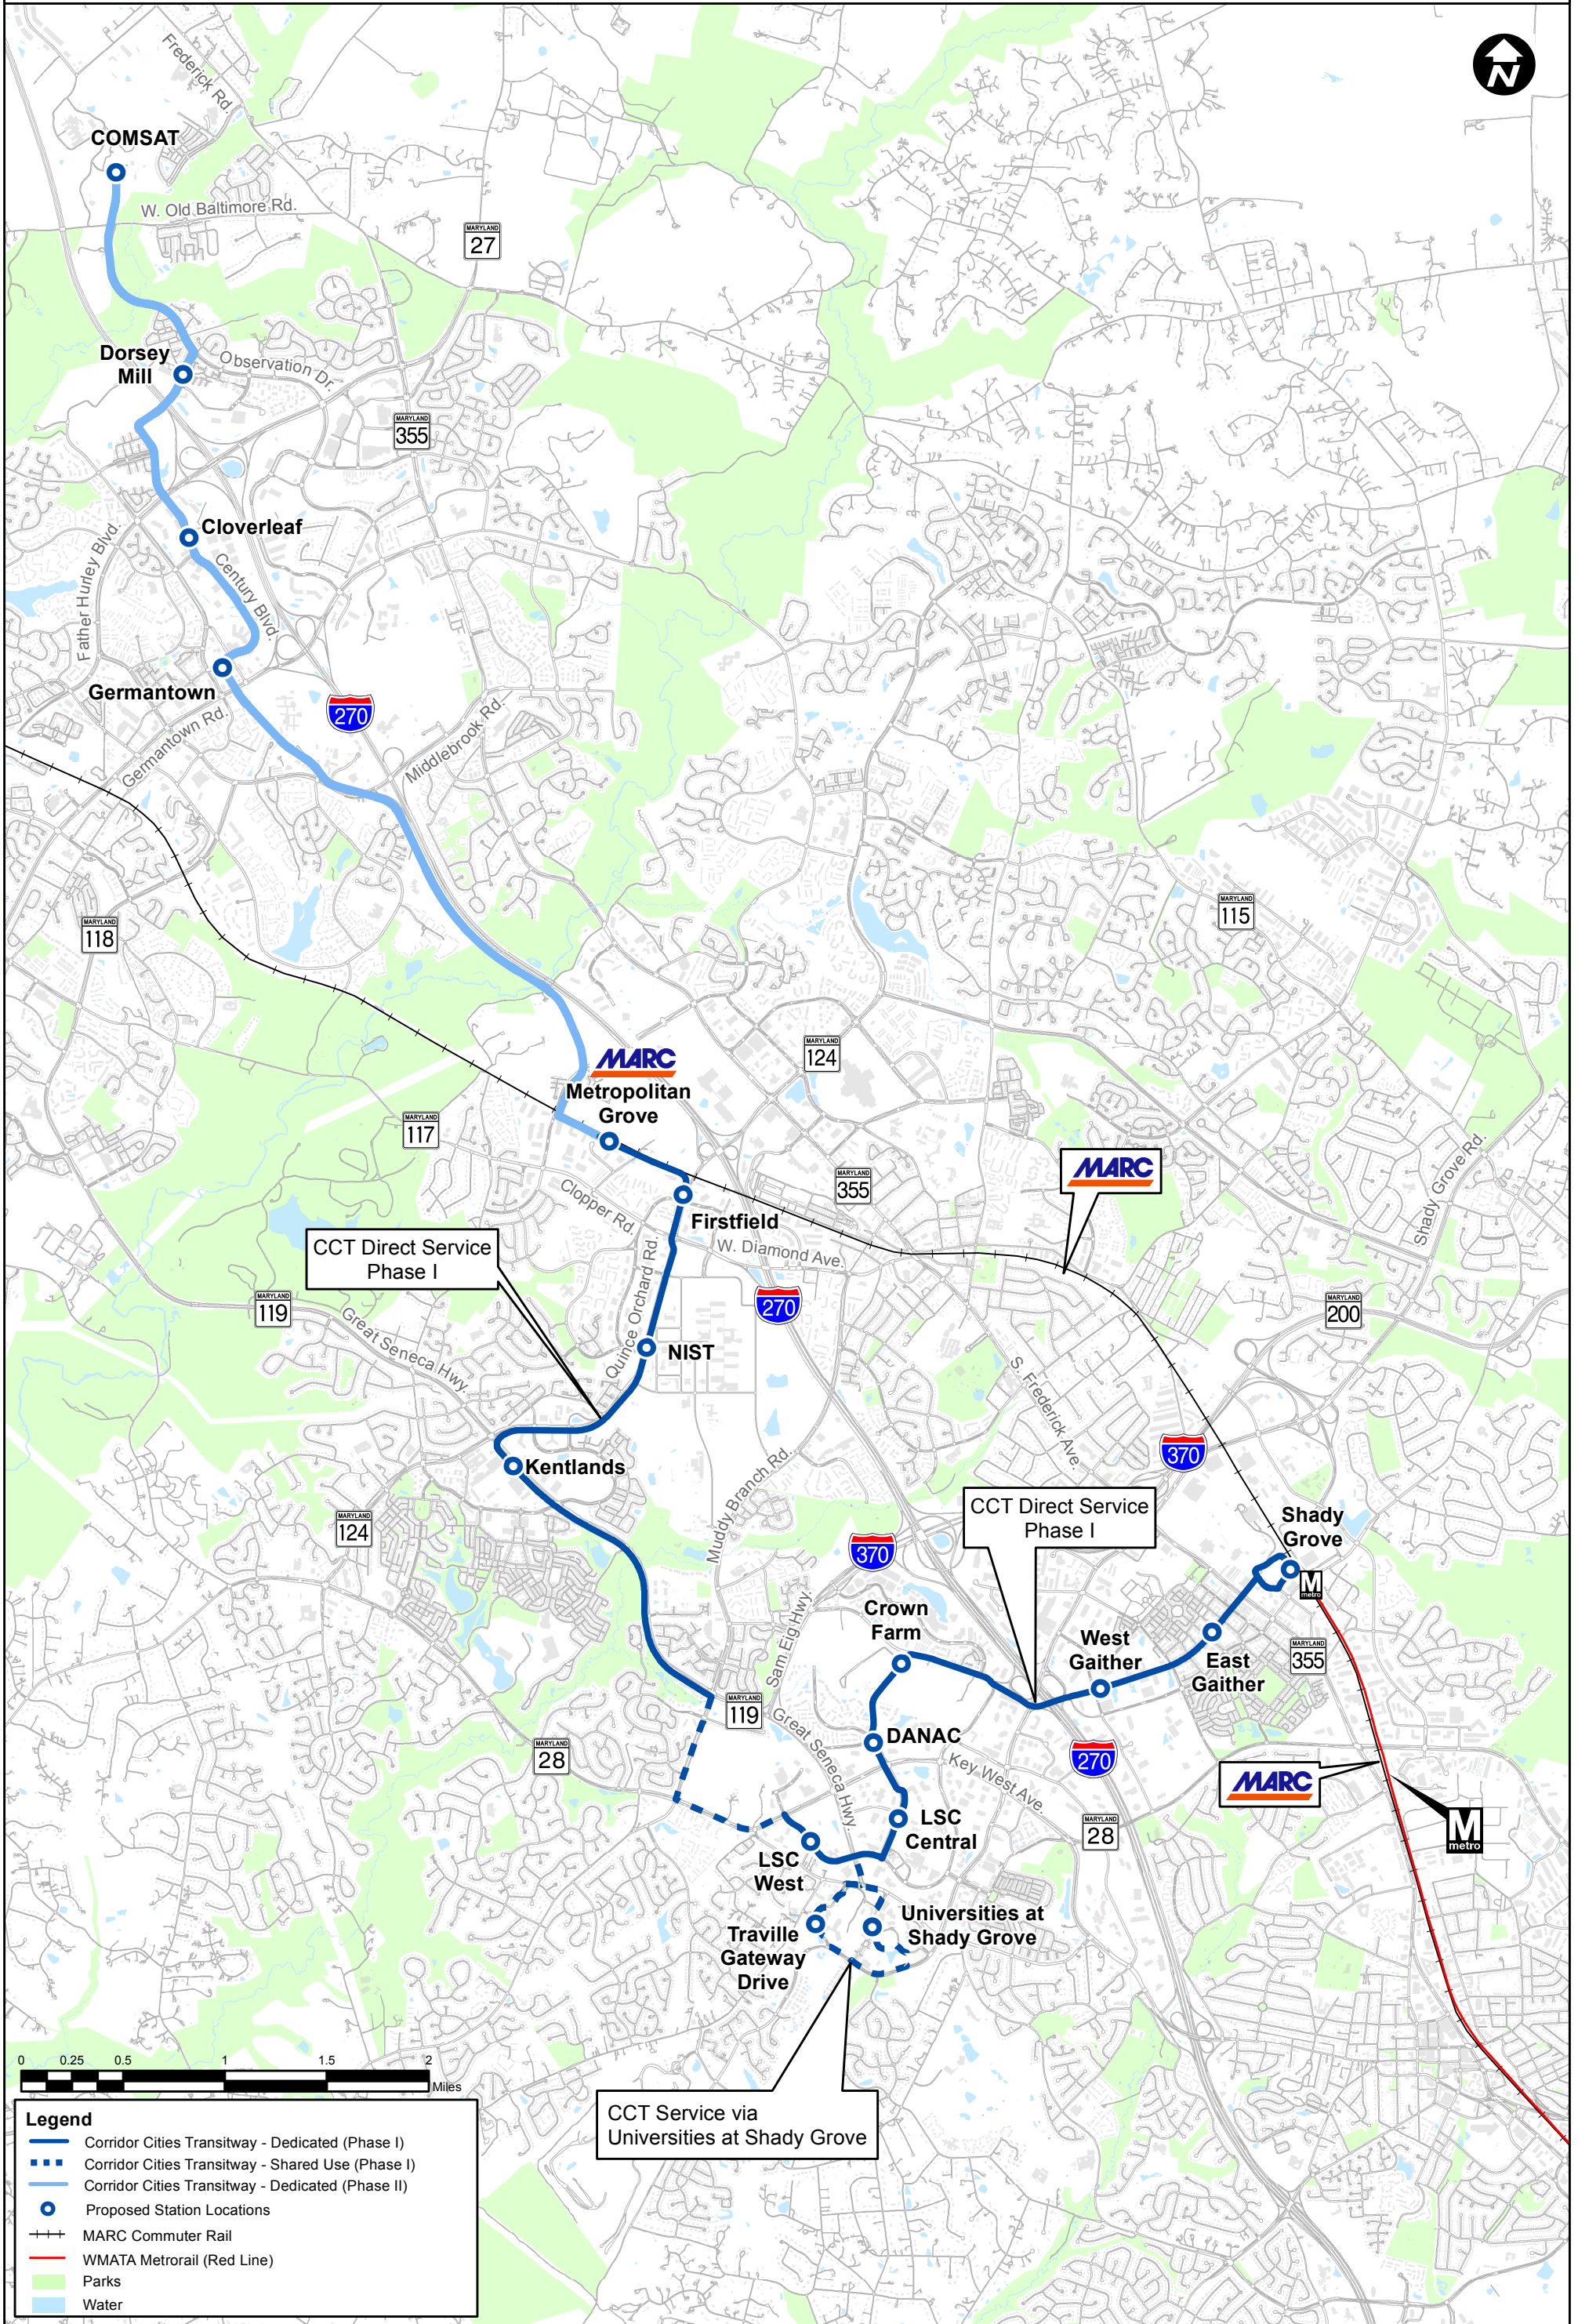 N
Frederick Rd.
COMSAT
W. Old Baltimore Rd.
MARYLAND
27
Dorsey
Mill
Observation Dr.
MARYLAND
355
Cloverleaf
Father Hurley Blvd.
Century Blvd.
Germantown
270
Germantown Rd.
Middlebrook Rd.
MARYLAND
115
MARYLAND
118
MARC
Metropolitan
Grove
MARYLAND
124
MARYLAND
117
MARC
MARYLAND
355
Shady Grove Rd.
Clopper Rd.
Firstfield
W. Diamond Ave.
CCT Direct Service
Phase I
Quince Orchard Rd.
270
MARYLAND
119
MARYLAND
200
Great Seneca Hwy.
NIST
S. Frederick Ave.
370
Kentlands
Muddy Branch Rd.
CCT Direct Service
Phase I
MARYLAND
124
370
Shady
Grove
M
metro
Sam Eig Hwy.
Crown
Farm
West
Gaither
East
Gaither
MARYLAND
355
MARYLAND
119
Great Seneca Hwy.
DANAC
MARYLAND
28
Key West Ave.
270
MARC
LSC
Central
MARYLAND
28
M
metro
LSC
West
Universities at
Shady Grove
Traville
Gateway
Drive
0 0.25 0.5 1 1.5 2
Miles
CCT Service via
Universities at Shady Grove
Legend
Corridor Cities Transitway - Dedicated (Phase I)
Corridor Cities Transitway - Shared Use (Phase I)
Corridor Cities Transitway - Dedicated (Phase II)
Proposed Station Locations
MARC Commuter Rail
WMATA Metrorail (Red Line)
Parks
Water